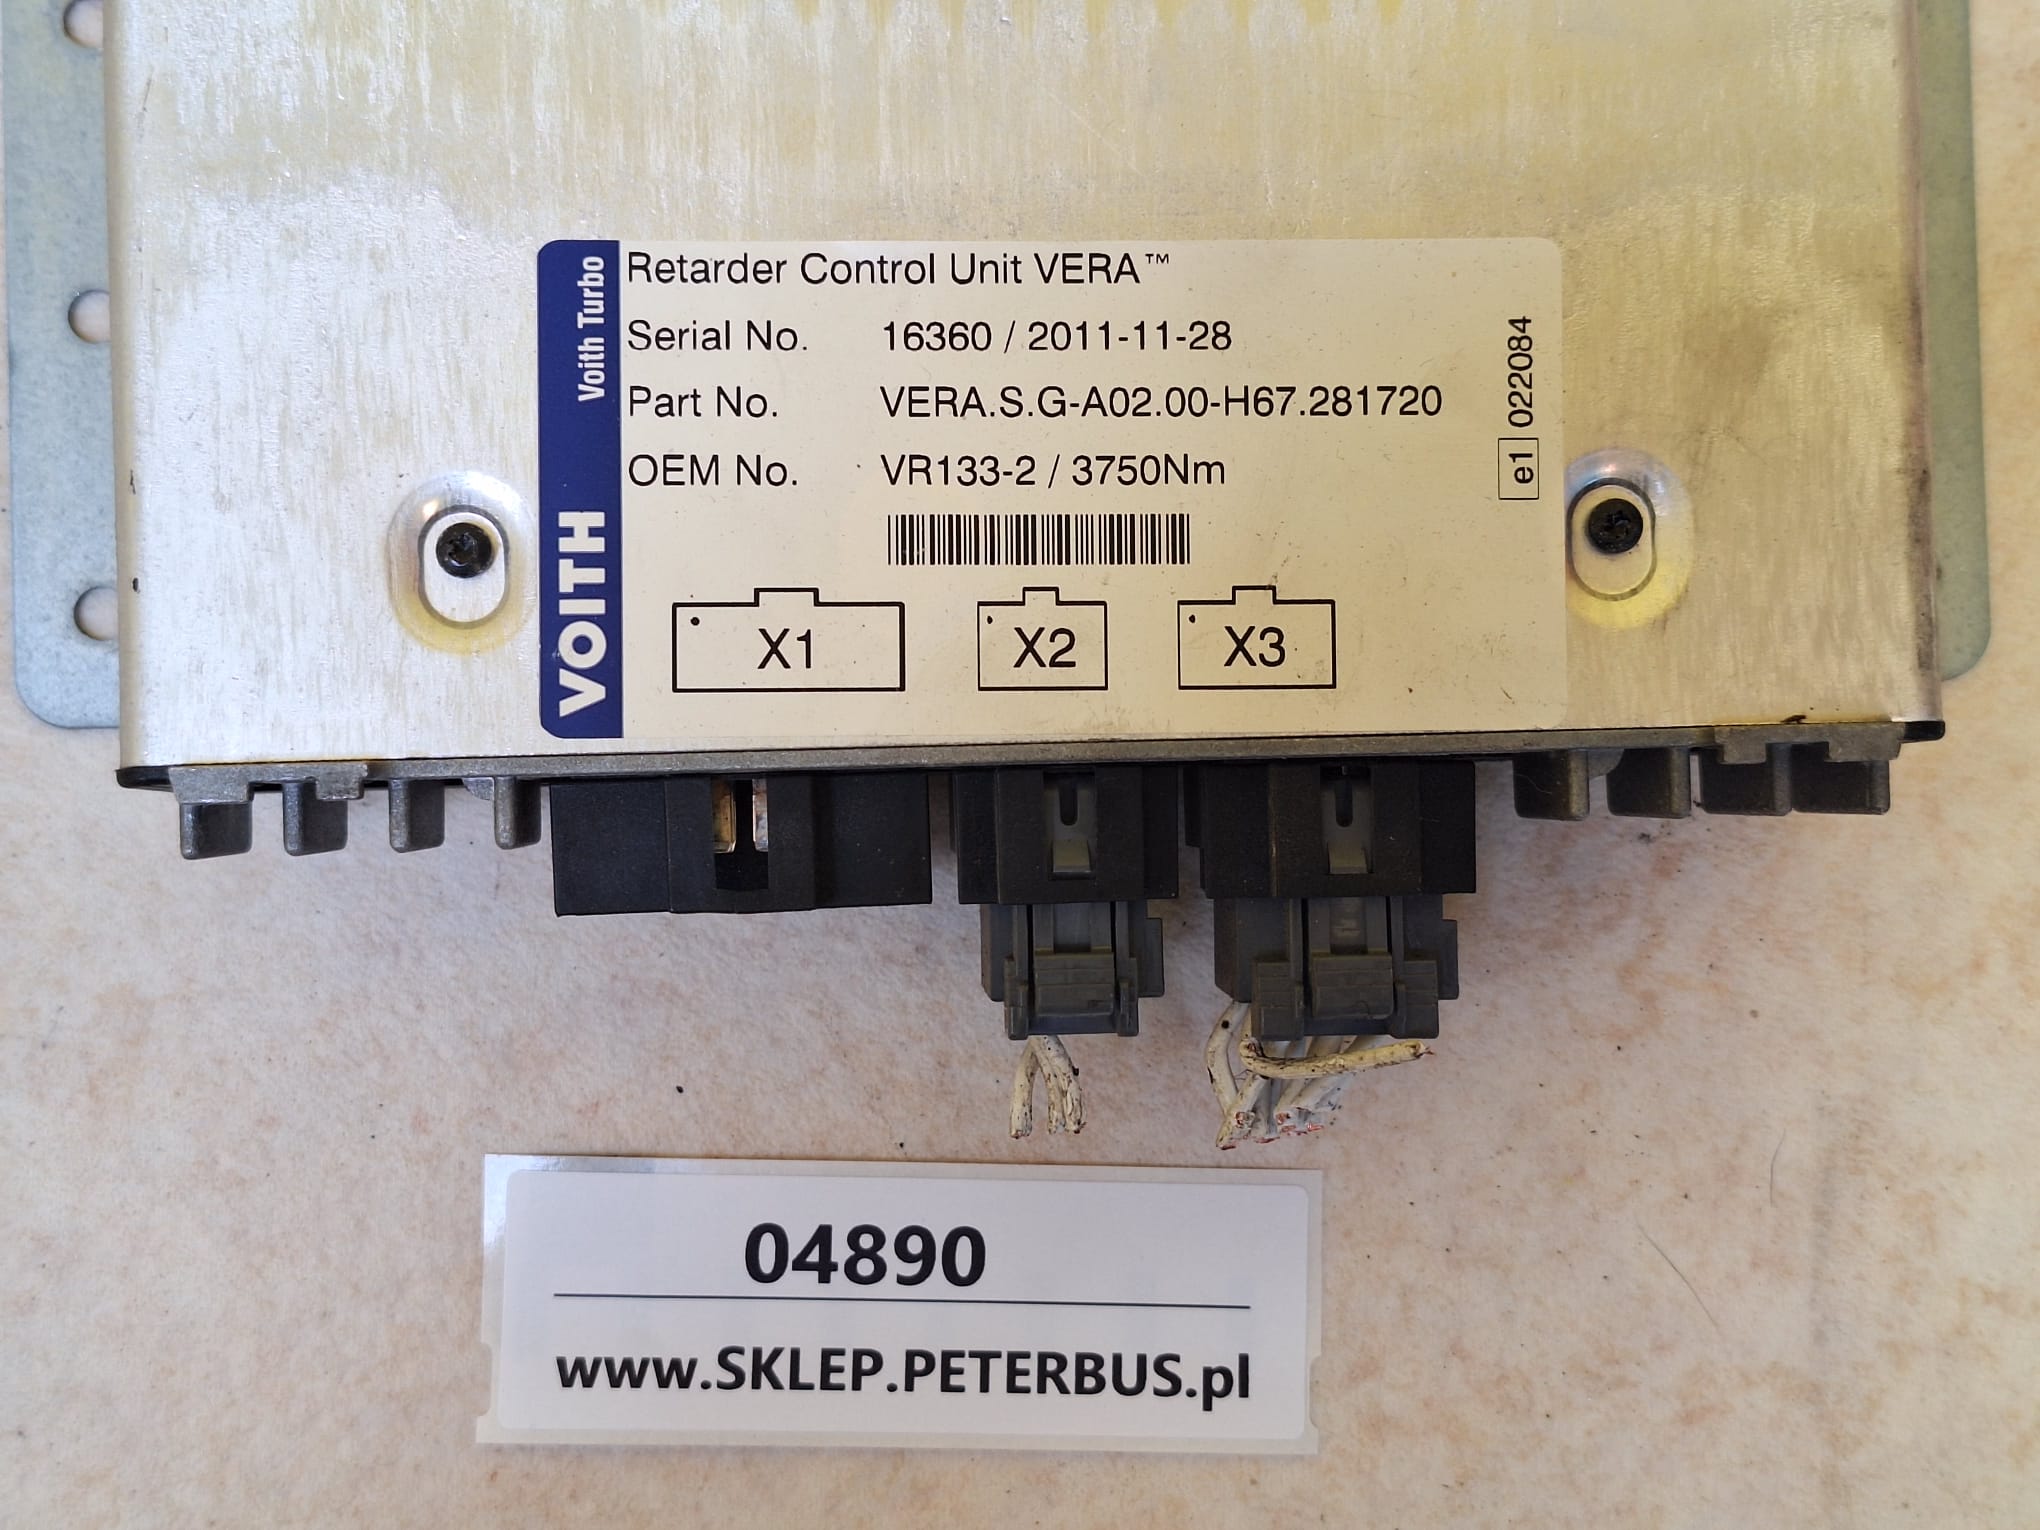 VOITH Voith Turbo
Retarder Control Unit VERA™
Serial No. 16360 / 2011-11-28
Part No. VERA.S.G-A02.00-H67.281720
OEM No. VR133-2 / 3750Nm
e1 022084
X1 X2 X3
04890
www.SKLEP.PETERBUS.pl